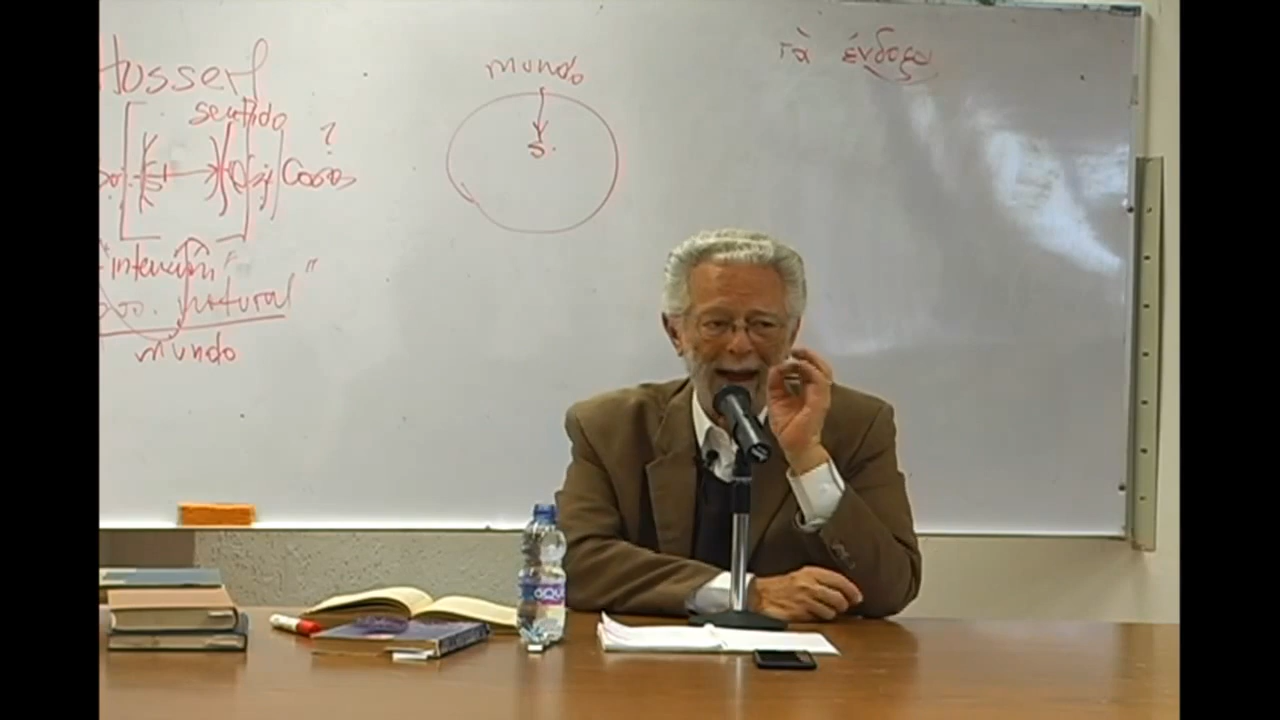 Husserl
sentido
?
S → Cosas
"intención"
natural"
mundo
mundo
S.
τὰ ἔνδοξα